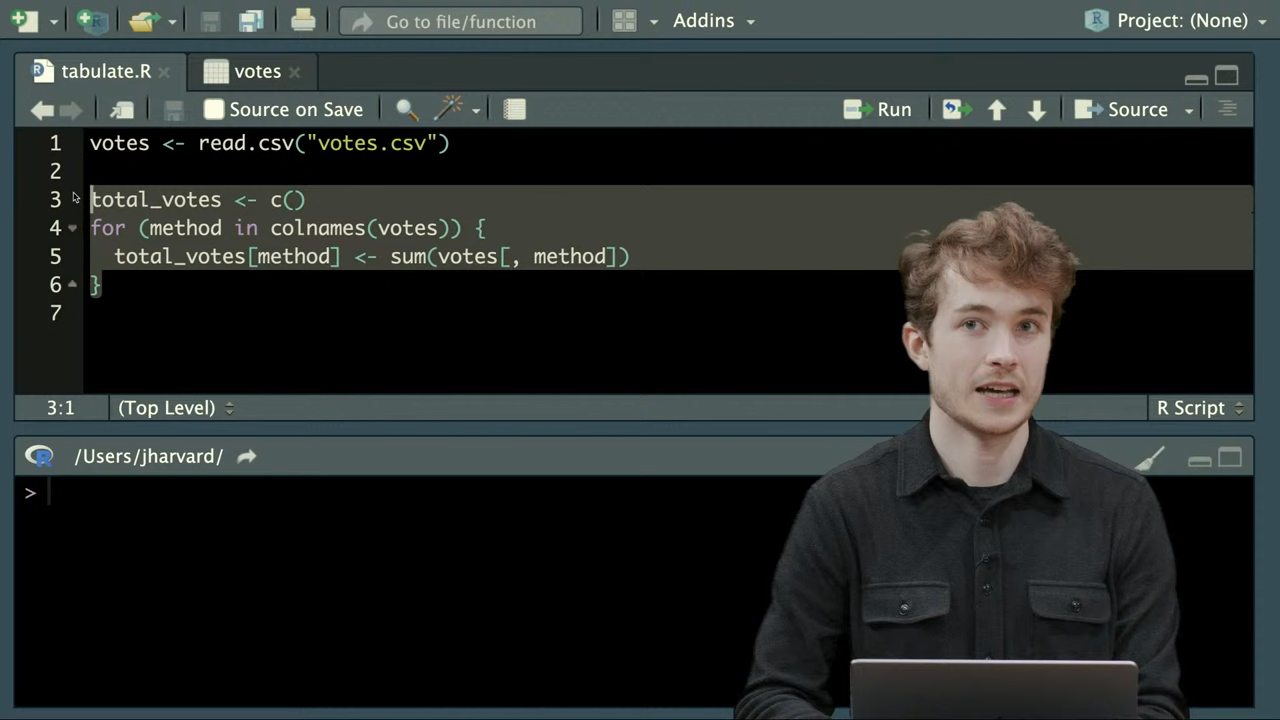 Go to file/function
Addins
Project: (None)
tabulate.R
votes
Source on Save
Run
Source
1 votes <- read.csv("votes.csv")
2
3 total_votes <- c()
4 for (method in colnames(votes)) {
5 total_votes[method] <- sum(votes[, method])
6 }
7
3:1
(Top Level)
R Script
/Users/jharvard/
>